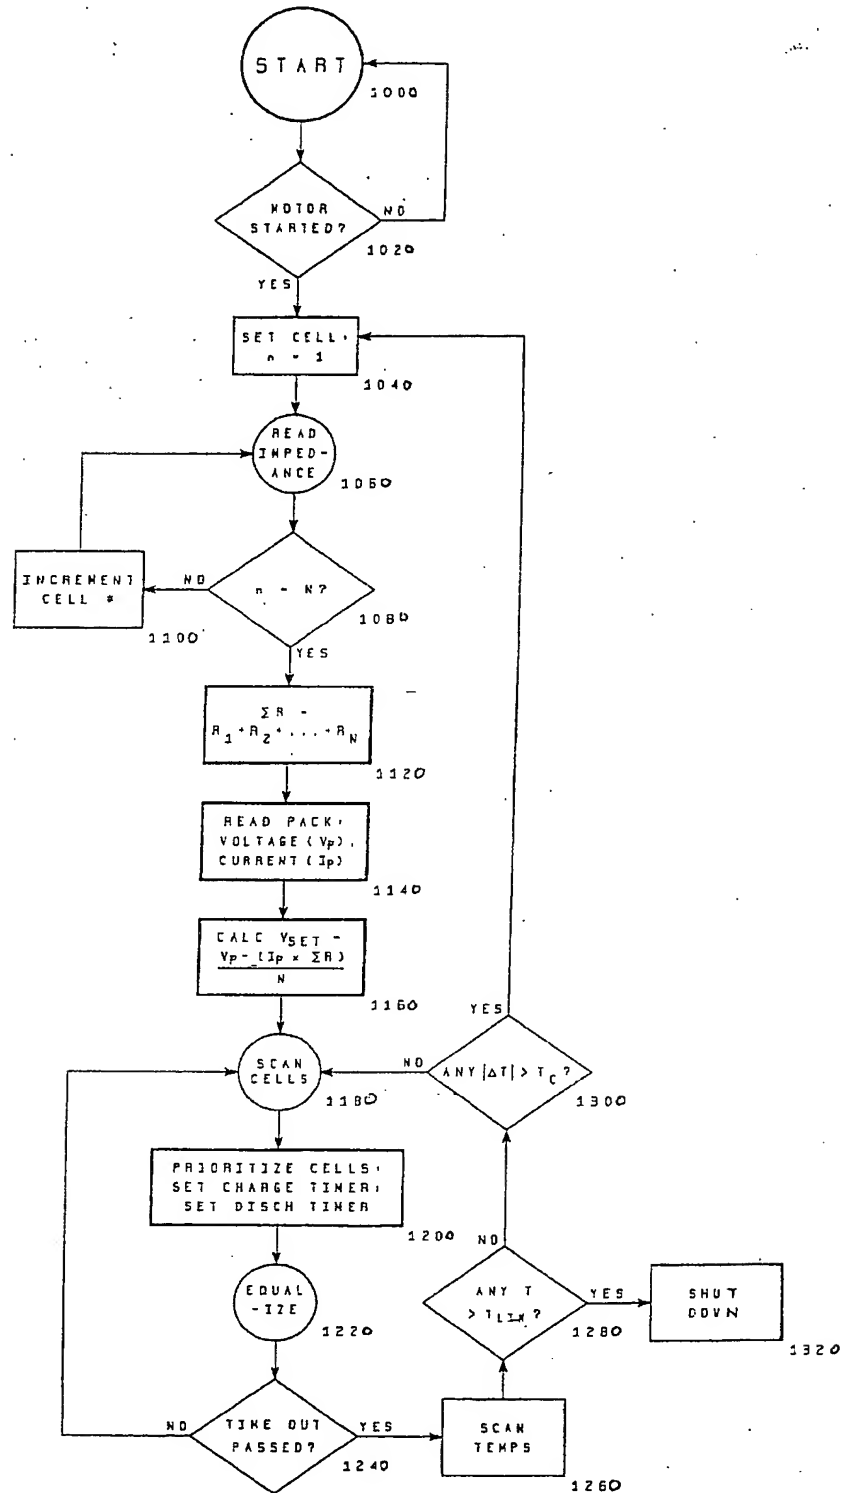 START
1000
MOTOR
STARTED?
NO
1020
YES
SET CELL:
n = 1
1040
READ
IMPED-
ANCE
1060
n = N?
NO
1080
INCREMENT
CELL #
1100
YES
ΣR =
R1+R2+...+RN
1120
READ PACK:
VOLTAGE(Vp),
CURRENT(Ip)
1140
CALC VSET =
Vp-(Ip x ΣR)
N
1160
SCAN
CELLS
1180
YES
NO
ANY |ΔT| > TC?
1300
PRIORITIZE CELLS;
SET CHARGE TIMER;
SET DISCH TIMER
1200
EQUAL
-IZE
1220
NO
ANY T
> TLIM?
YES
1280
SHUT
DOWN
1320
NO
TIME OUT
PASSED?
YES
1240
SCAN
TEMPS
1260